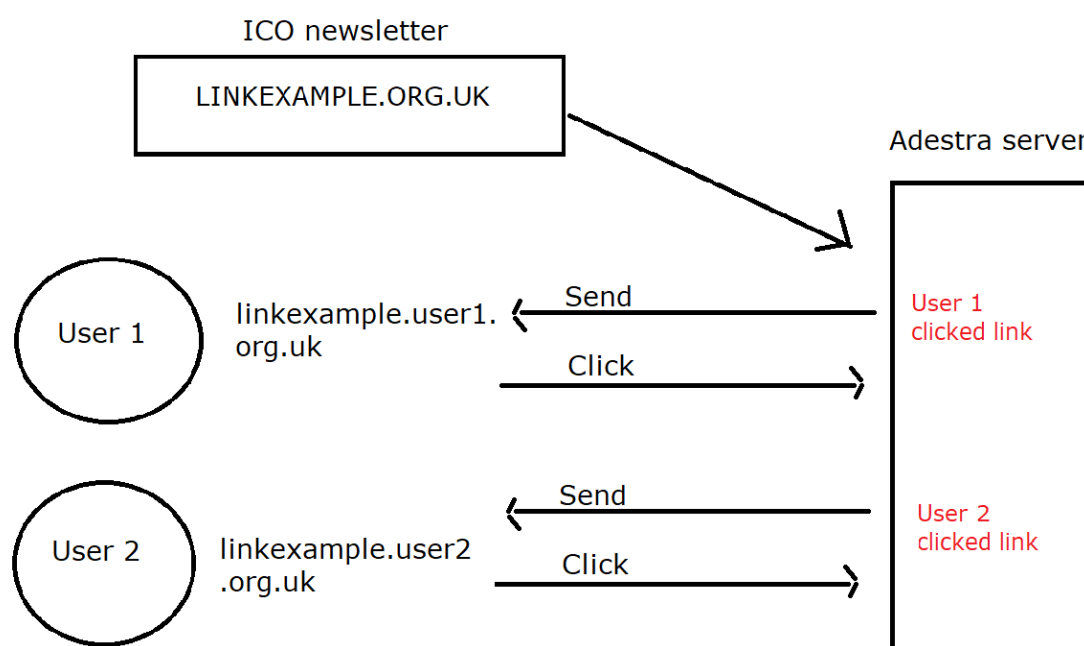 ICO newsletter
LINKEXAMPLE.ORG.UK
Adestra server
User 1
linkexample.user1.
org.uk
Send
Click
User 1
clicked link
User 2
linkexample.user2
.org.uk
Send
Click
User 2
clicked link